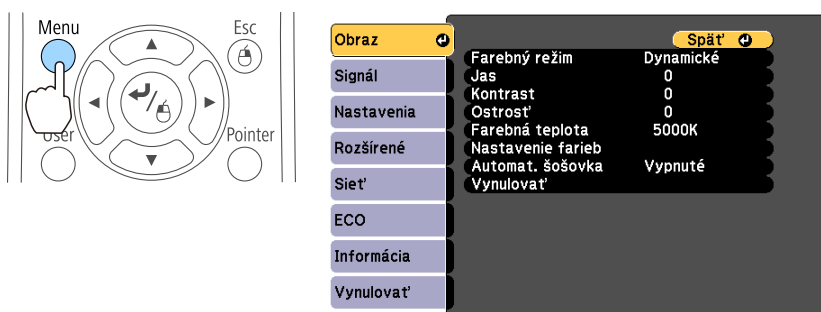 Menu
Esc
User
Pointer
Obraz
Signál
Nastavenia
Rozšírené
Sieť
ECO
Informácia
Vynulovať
Späť
Farebný režim Dynamické
Jas 0
Kontrast 0
Ostrosť 0
Farebná teplota 5000K
Nastavenie farieb
Automat. šošovka Vypnuté
Vynulovať